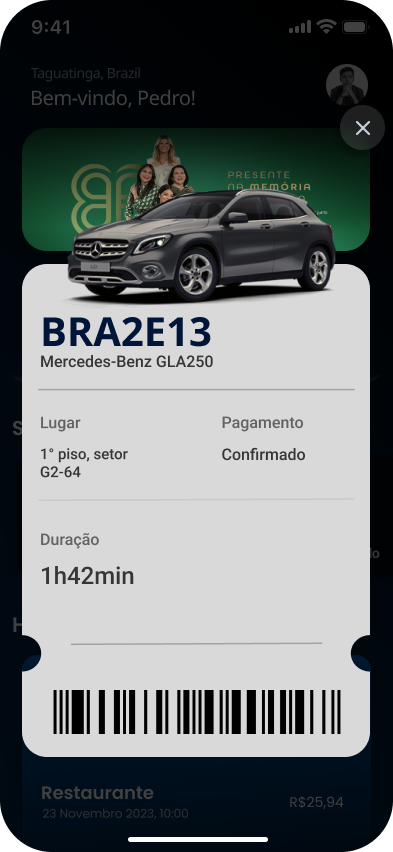 9:41
Taguatinga, Brazil
Bem-vindo, Pedro!
PRESENTE
NA MEMÓRIA
BRA2E13
Mercedes-Benz GLA250
Lugar
Pagamento
1° piso, setor
G2-64
Confirmado
Duração
1h42min
Restaurante
23 Novembro 2023, 10:00
R$25,94